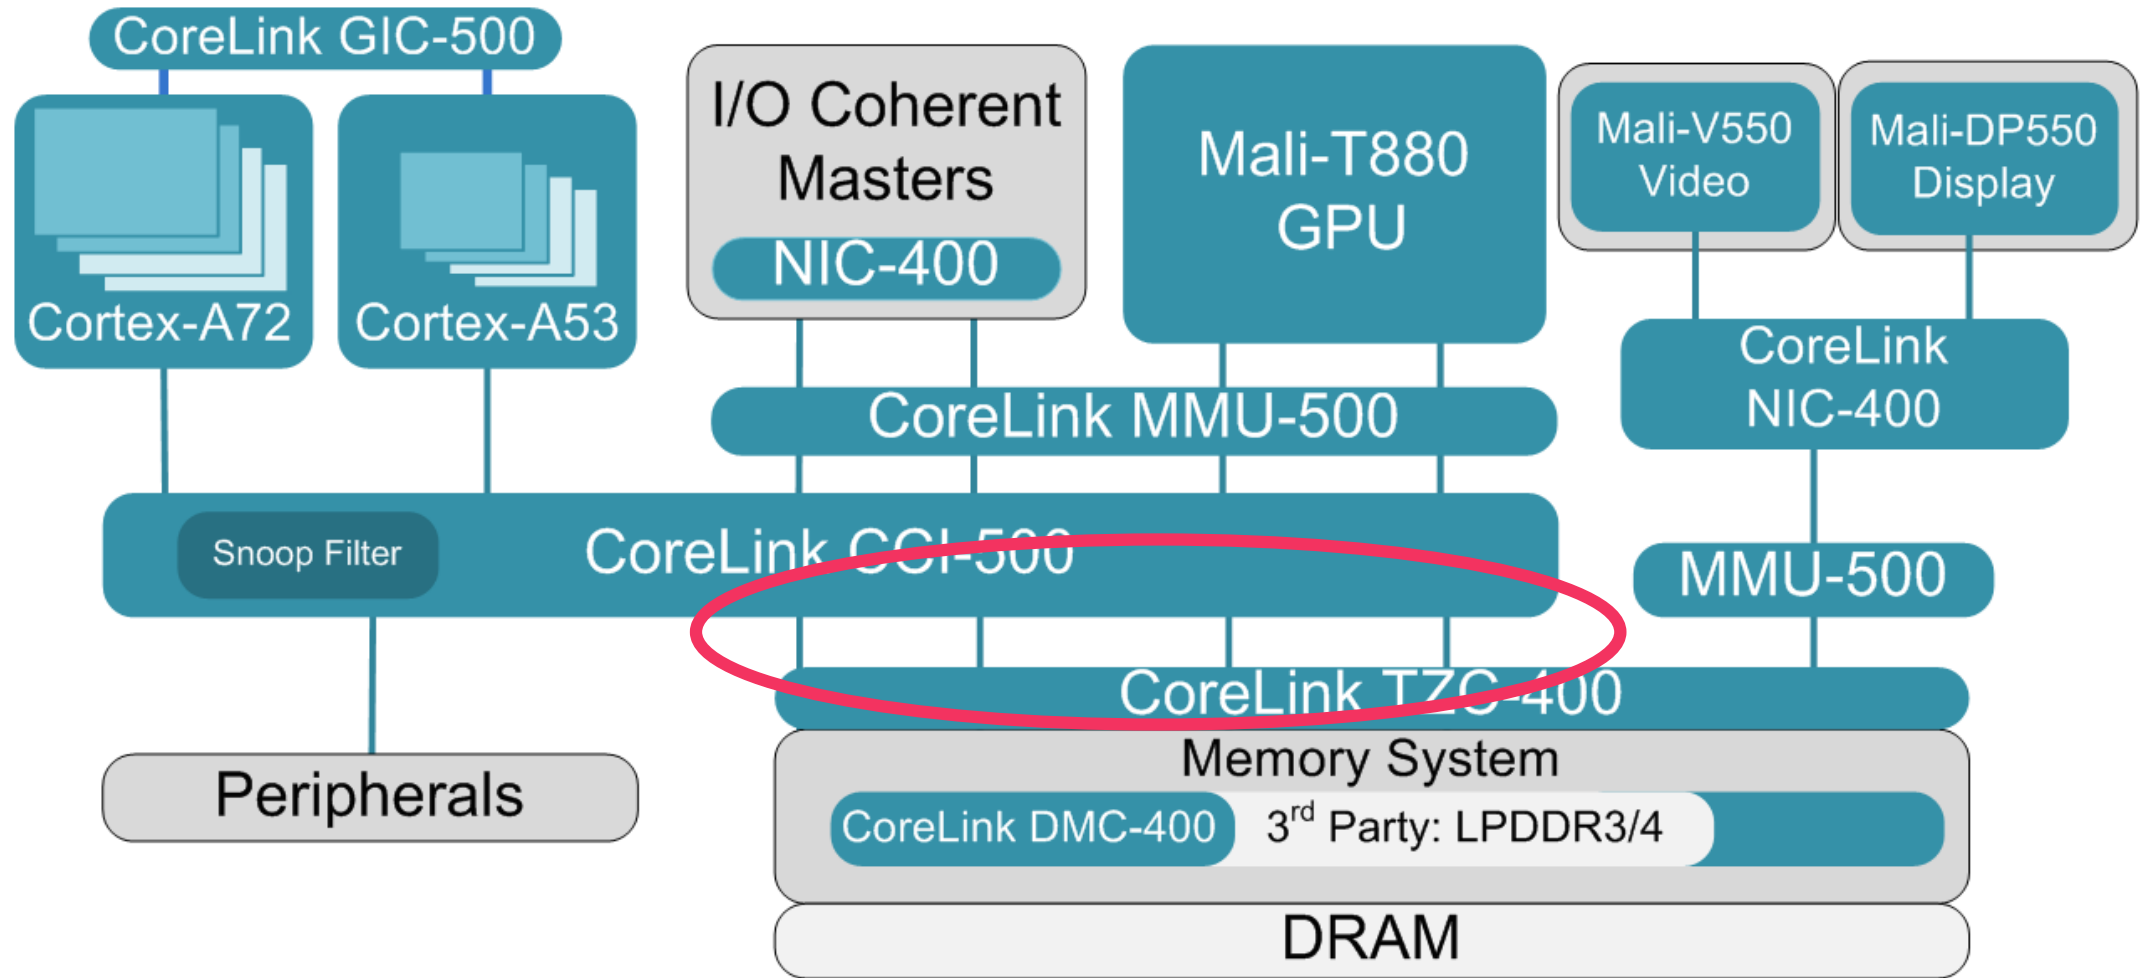 CoreLink GIC-500
Cortex-A72
Cortex-A53
I/O Coherent
Masters
NIC-400
Mali-T880
GPU
Mali-V550
Video
Mali-DP550
Display
CoreLink MMU-500
CoreLink
NIC-400
Snoop Filter
CoreLink CCI-500
MMU-500
CoreLink TZC-400
Peripherals
Memory System
CoreLink DMC-400
3rd Party: LPDDR3/4
DRAM